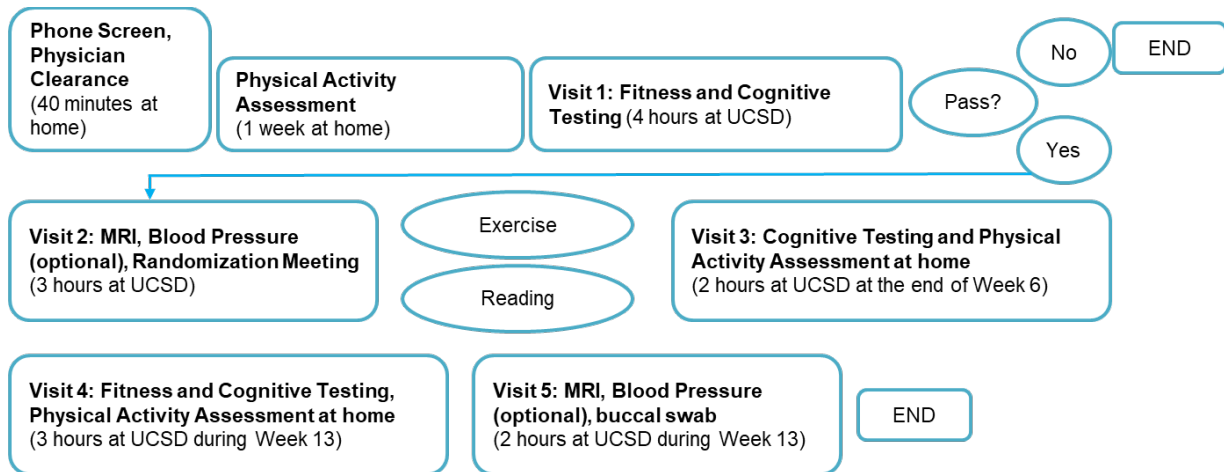 Phone Screen,
Physician
Clearance
(40 minutes at
home)
Physical Activity
Assessment
(1 week at home)
Visit 1: Fitness and Cognitive
Testing (4 hours at UCSD)
Pass?
No
END
Yes
Visit 2: MRI, Blood Pressure
(optional), Randomization Meeting
(3 hours at UCSD)
Exercise
Reading
Visit 3: Cognitive Testing and Physical
Activity Assessment at home
(2 hours at UCSD at the end of Week 6)
Visit 4: Fitness and Cognitive Testing,
Physical Activity Assessment at home
(3 hours at UCSD during Week 13)
Visit 5: MRI, Blood Pressure
(optional), buccal swab
(2 hours at UCSD during Week 13)
END